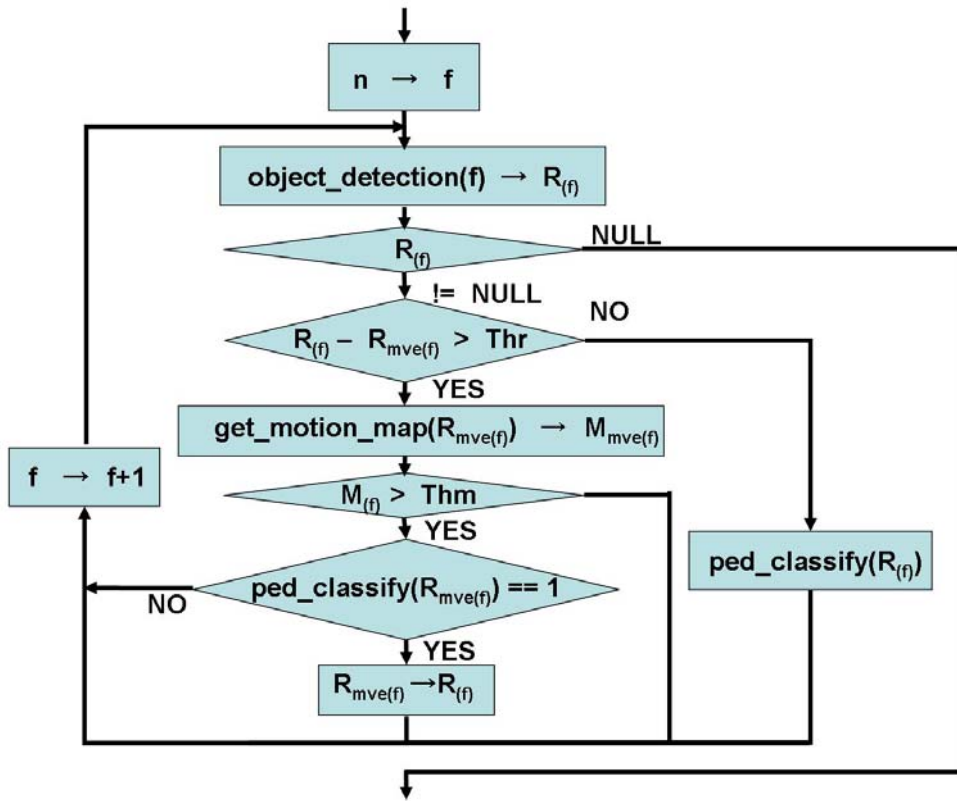 n → f
object_detection(f) → R(f)
R(f)
NULL
!= NULL
R(f) – Rmve(f) > Thr
NO
YES
get_motion_map(Rmve(f)) → Mmve(f)
f → f+1
M(f) > Thm
YES
ped_classify(R(f))
ped_classify(Rmve(f)) == 1
NO
YES
Rmve(f)→R(f)